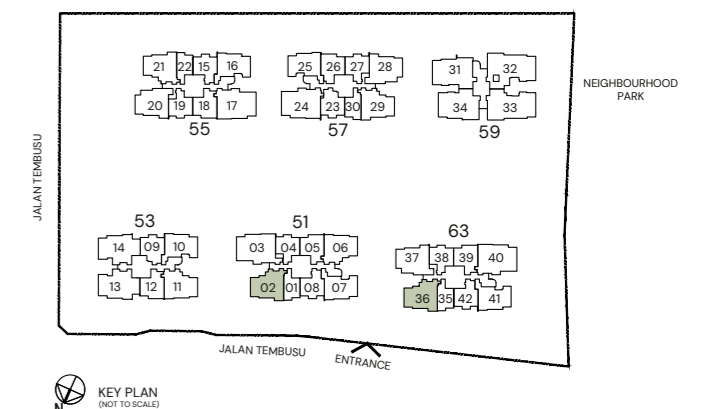 21 22 15 16
20 19 18 17
55
25 26 27 28
24 23 30 29
57
31 32
34 33
59
NEIGHBOURHOOD
PARK
JALAN TEMBUSU
53
14 09 10
13 12 11
51
03 04 05 06
02 01 08 07
63
37 38 39 40
36 35 42 41
JALAN TEMBUSU
ENTRANCE
N
KEY PLAN
(NOT TO SCALE)